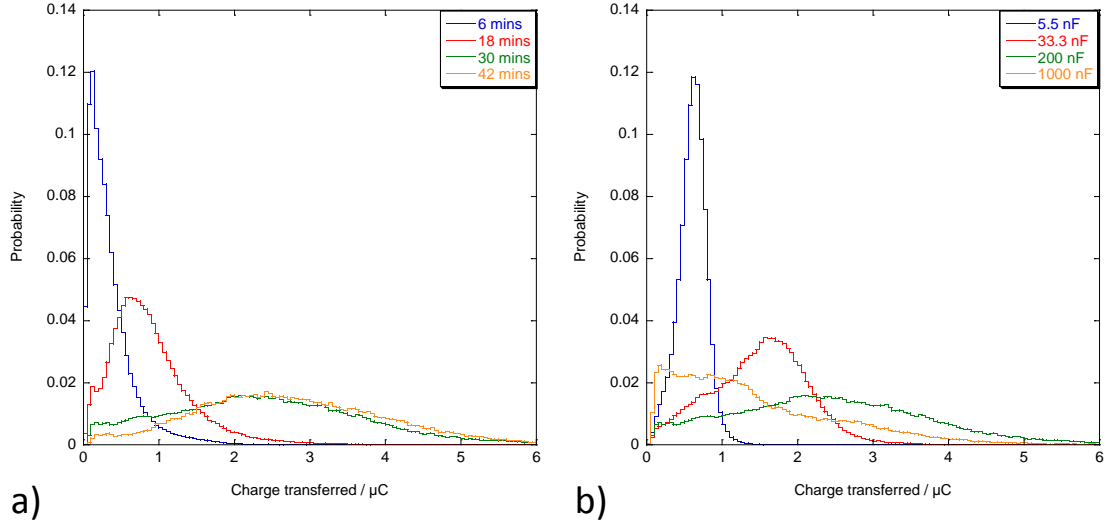 0.14
0.12
0.1
0.08
0.06
0.04
0.02
0
Probability
0 1 2 3 4 5 6
Charge transferred / µC
6 mins
18 mins
30 mins
42 mins
a)
0.14
0.12
0.1
0.08
0.06
0.04
0.02
0
Probability
0 1 2 3 4 5 6
Charge transferred / µC
5.5 nF
33.3 nF
200 nF
1000 nF
b)